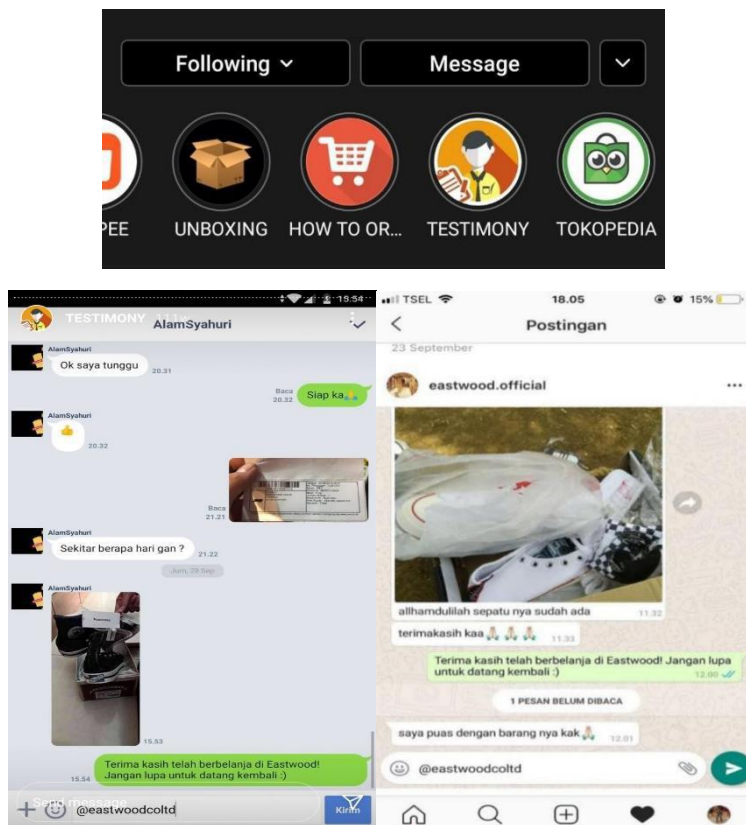 Following
Message
PEE
UNBOXING
HOW TO OR...
TESTIMONY
TOKOPEDIA
19.54
TESTIMONY
AlamSyahuri
AlamSyahuri
Ok saya tunggu
20.31
Baca
20.32
Siap ka🙏
AlamSyahuri
👍
20.32
Baca
21.21
AlamSyahuri
Sekitar berapa hari gan ?
21.22
Jum, 29 Sep
AlamSyahuri
15.53
Terima kasih telah berbelanja di Eastwood!
Jangan lupa untuk datang kembali :)
15.54
Send message
@eastwoodcoltd
Kirim
TSEL
18.05
15%
Postingan
23 September
eastwood.official
allhamdulilah sepatu nya sudah ada
11.32
terimakasih kaa🙏🙏🙏
11.33
Terima kasih telah berbelanja di Eastwood! Jangan lupa
untuk datang kembali :)
12.00
1 PESAN BELUM DIBACA
saya puas dengan barang nya kak🙏
12.01
@eastwoodcoltd